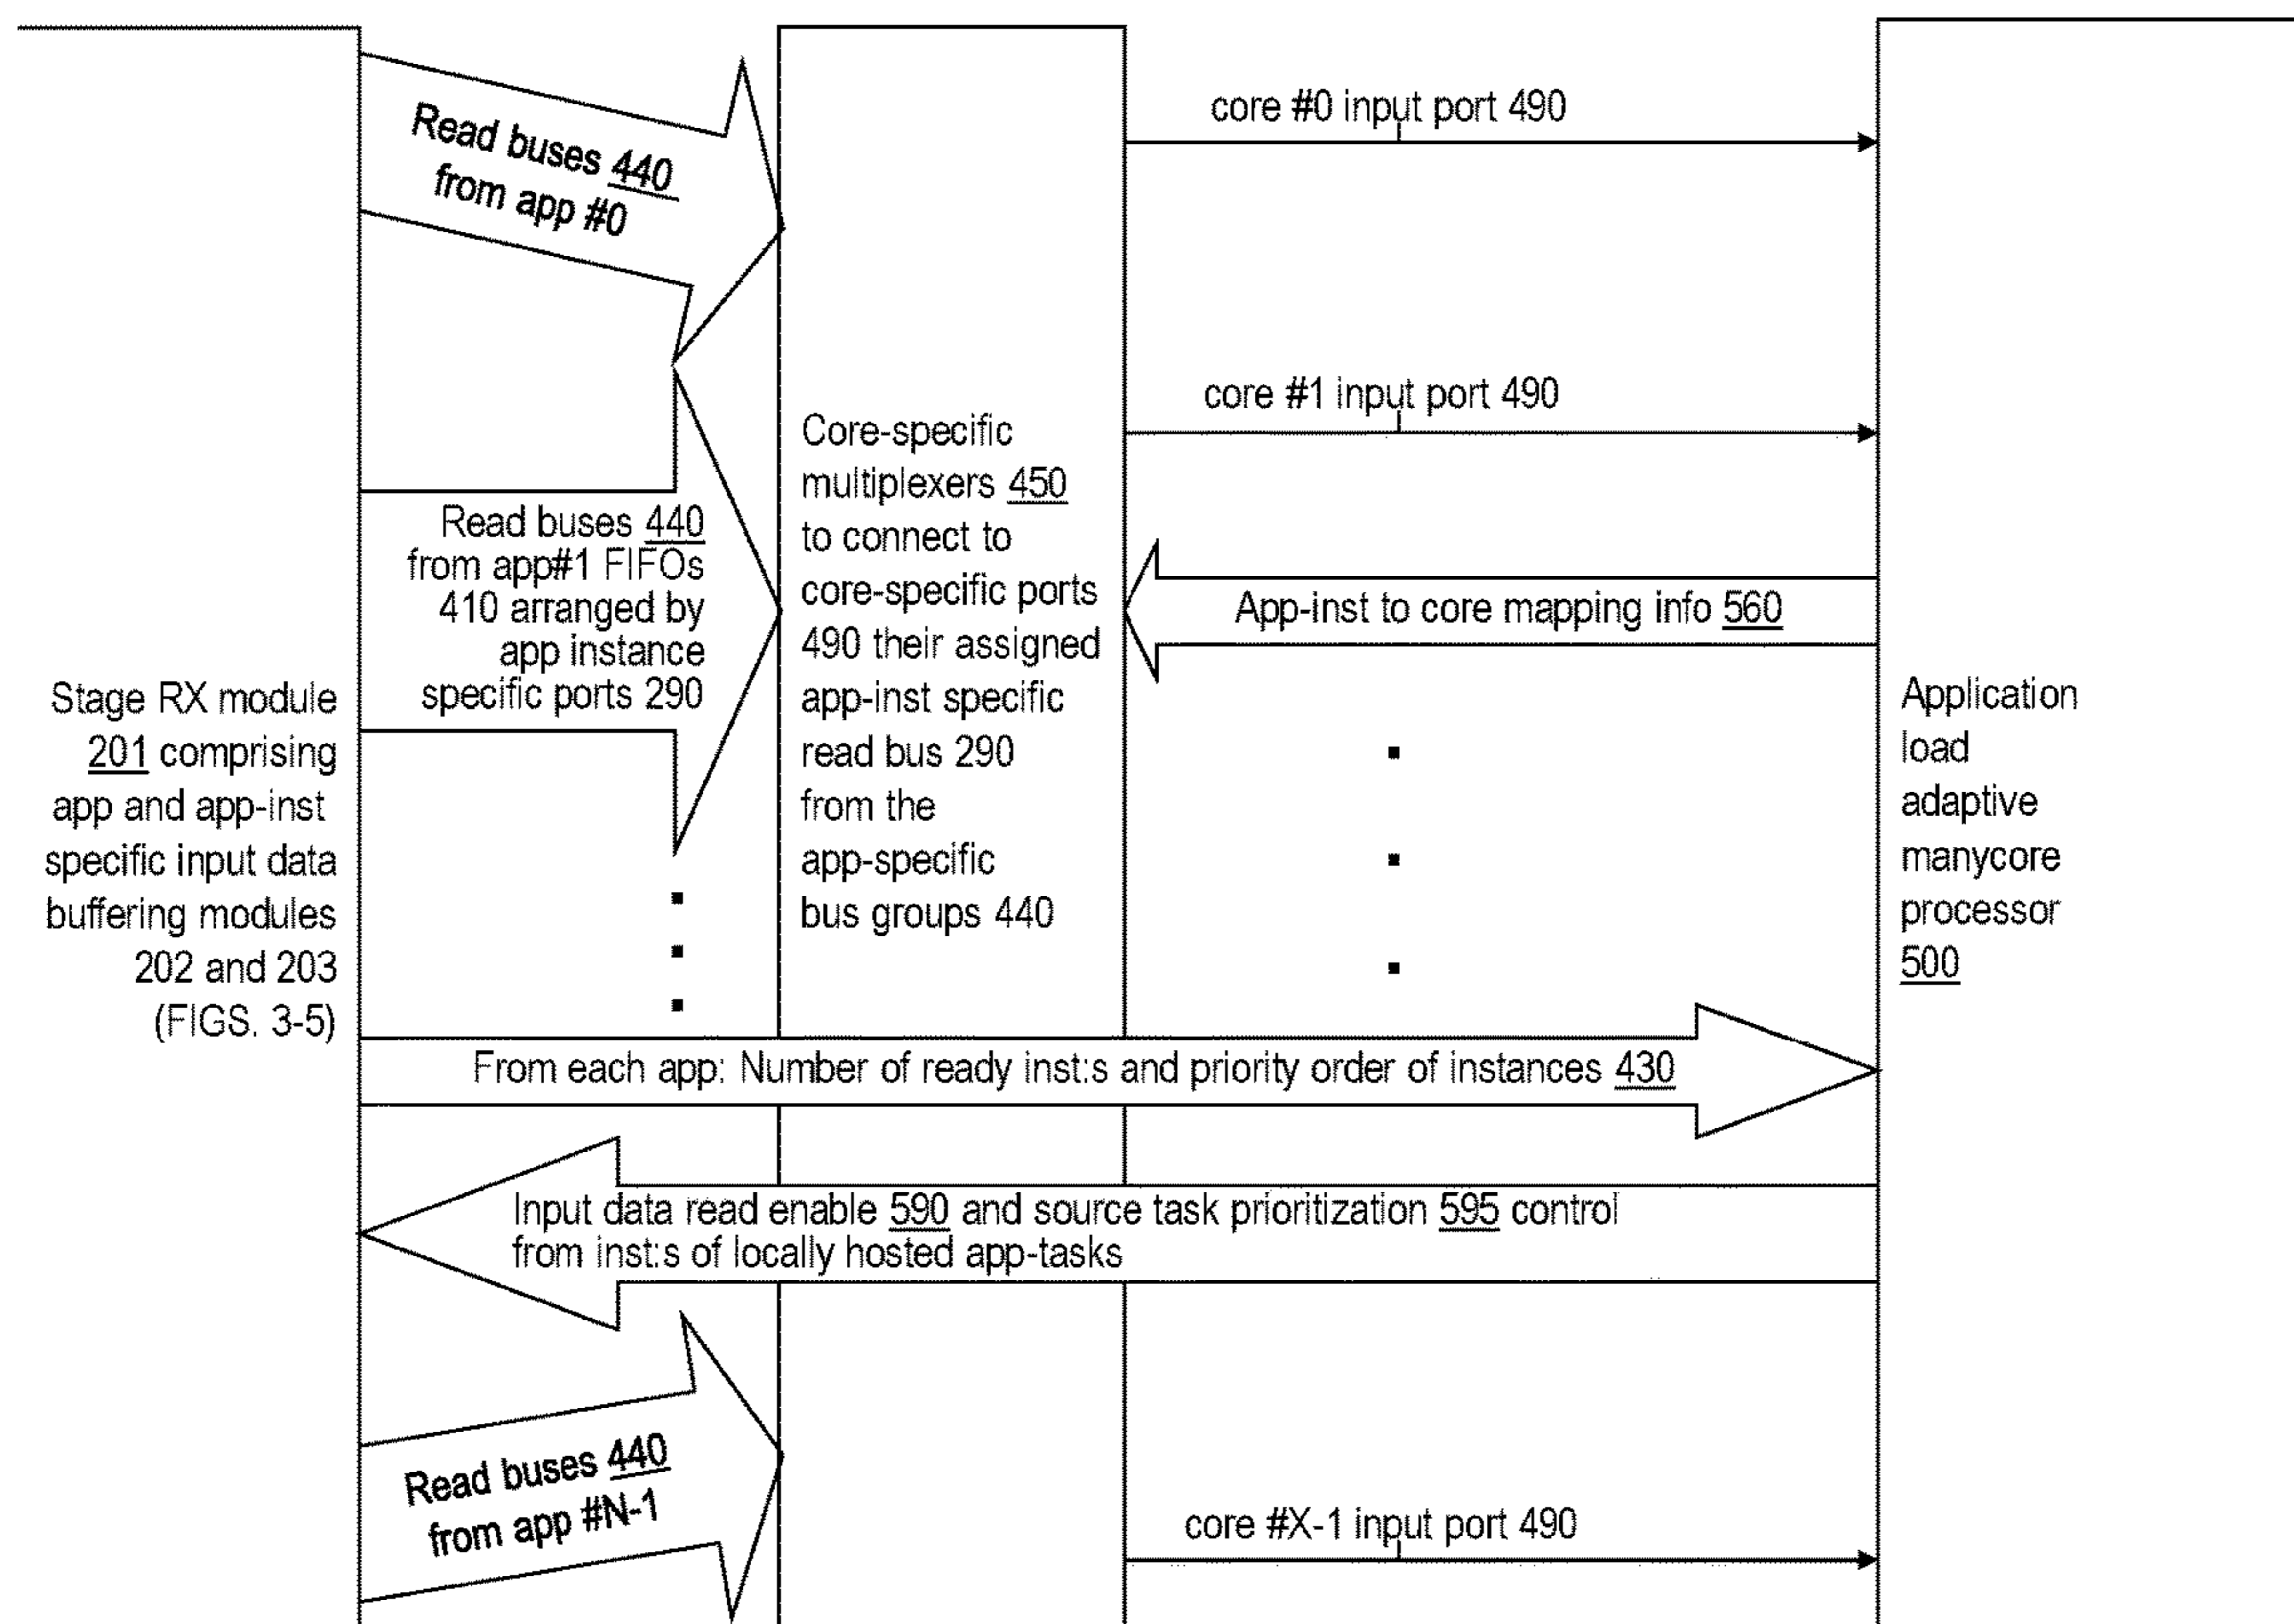 Read buses 440
from app #0
core #0 input port 490
core #1 input port 490
Read buses 440
from app#1 FIFOs
410 arranged by
app instance
specific ports 290
Core-specific
multiplexers 450
to connect to
core-specific ports
490 their assigned
app-inst specific
read bus 290
from the
app-specific
bus groups 440
App-inst to core mapping info 560
Stage RX module
201 comprising
app and app-inst
specific input data
buffering modules
202 and 203
(FIGS. 3-5)
Application
load
adaptive
manycore
processor
500
From each app: Number of ready inst:s and priority order of instances 430
Input data read enable 590 and source task prioritization 595 control
from inst:s of locally hosted app-tasks
Read buses 440
from app #N-1
core #X-1 input port 490